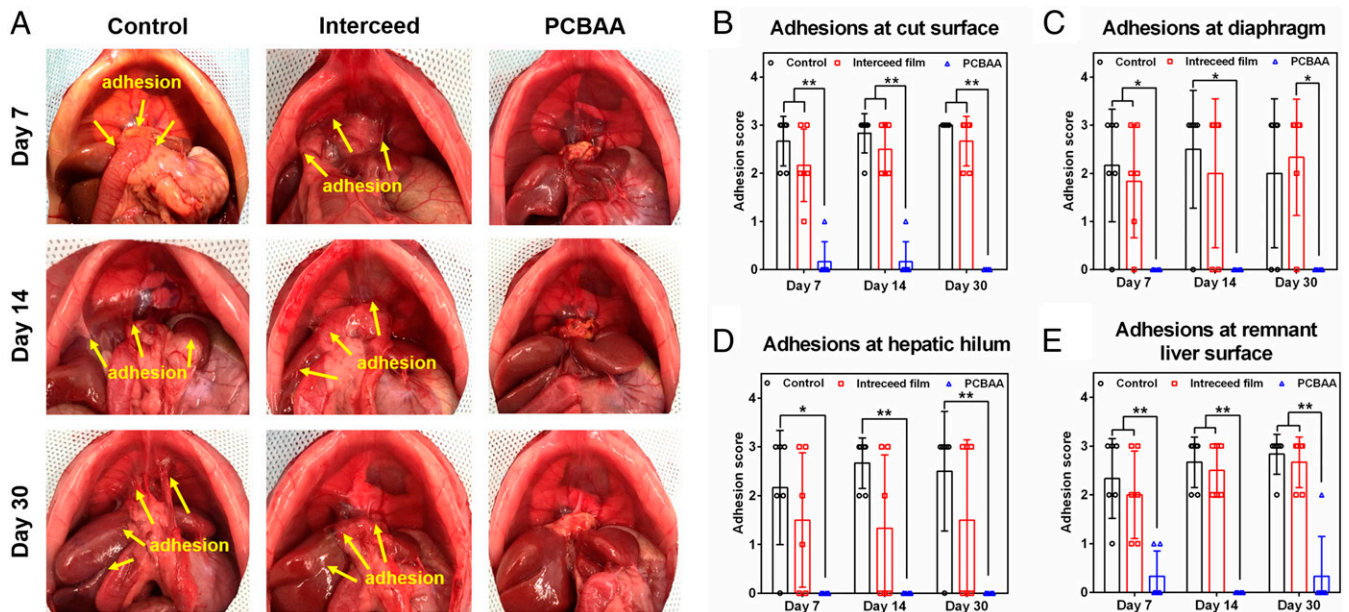 A
Control
Interceed
PCBAA
Day 7
adhesion
adhesion
Day 14
adhesion
adhesion
Day 30
adhesion
adhesion
B
Adhesions at cut surface
Control Interceed film PCBAA
Adhesion score
4
3
2
1
0
** ** **
Day 7 Day 14 Day 30
C
Adhesions at diaphragm
Control Interceed film PCBAA
Adhesion score
4
3
2
1
0
* * *
Day 7 Day 14 Day 30
D
Adhesions at hepatic hilum
Control Intreceed film PCBAA
Adhesion score
4
3
2
1
0
* ** **
Day 7 Day 14 Day 30
E
Adhesions at remnant
liver surface
Control Intreceed film PCBAA
Adhesion score
4
3
2
1
0
** ** **
Day 7 Day 14 Day 30